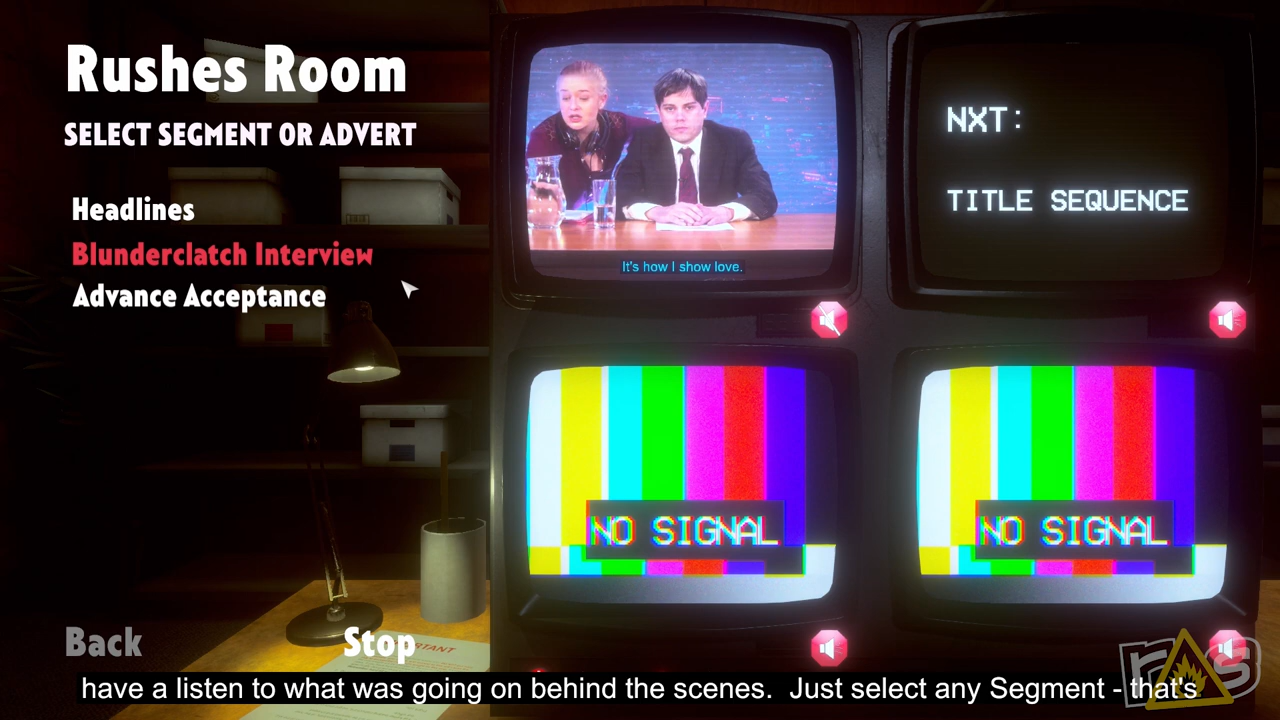 Rushes Room
SELECT SEGMENT OR ADVERT
Headlines
Blunderclatch Interview
Advance Acceptance
It's how I show love.
NXT:
TITLE SEQUENCE
NO SIGNAL
NO SIGNAL
Back
Stop
have a listen to what was going on behind the scenes.  Just select any Segment - that's